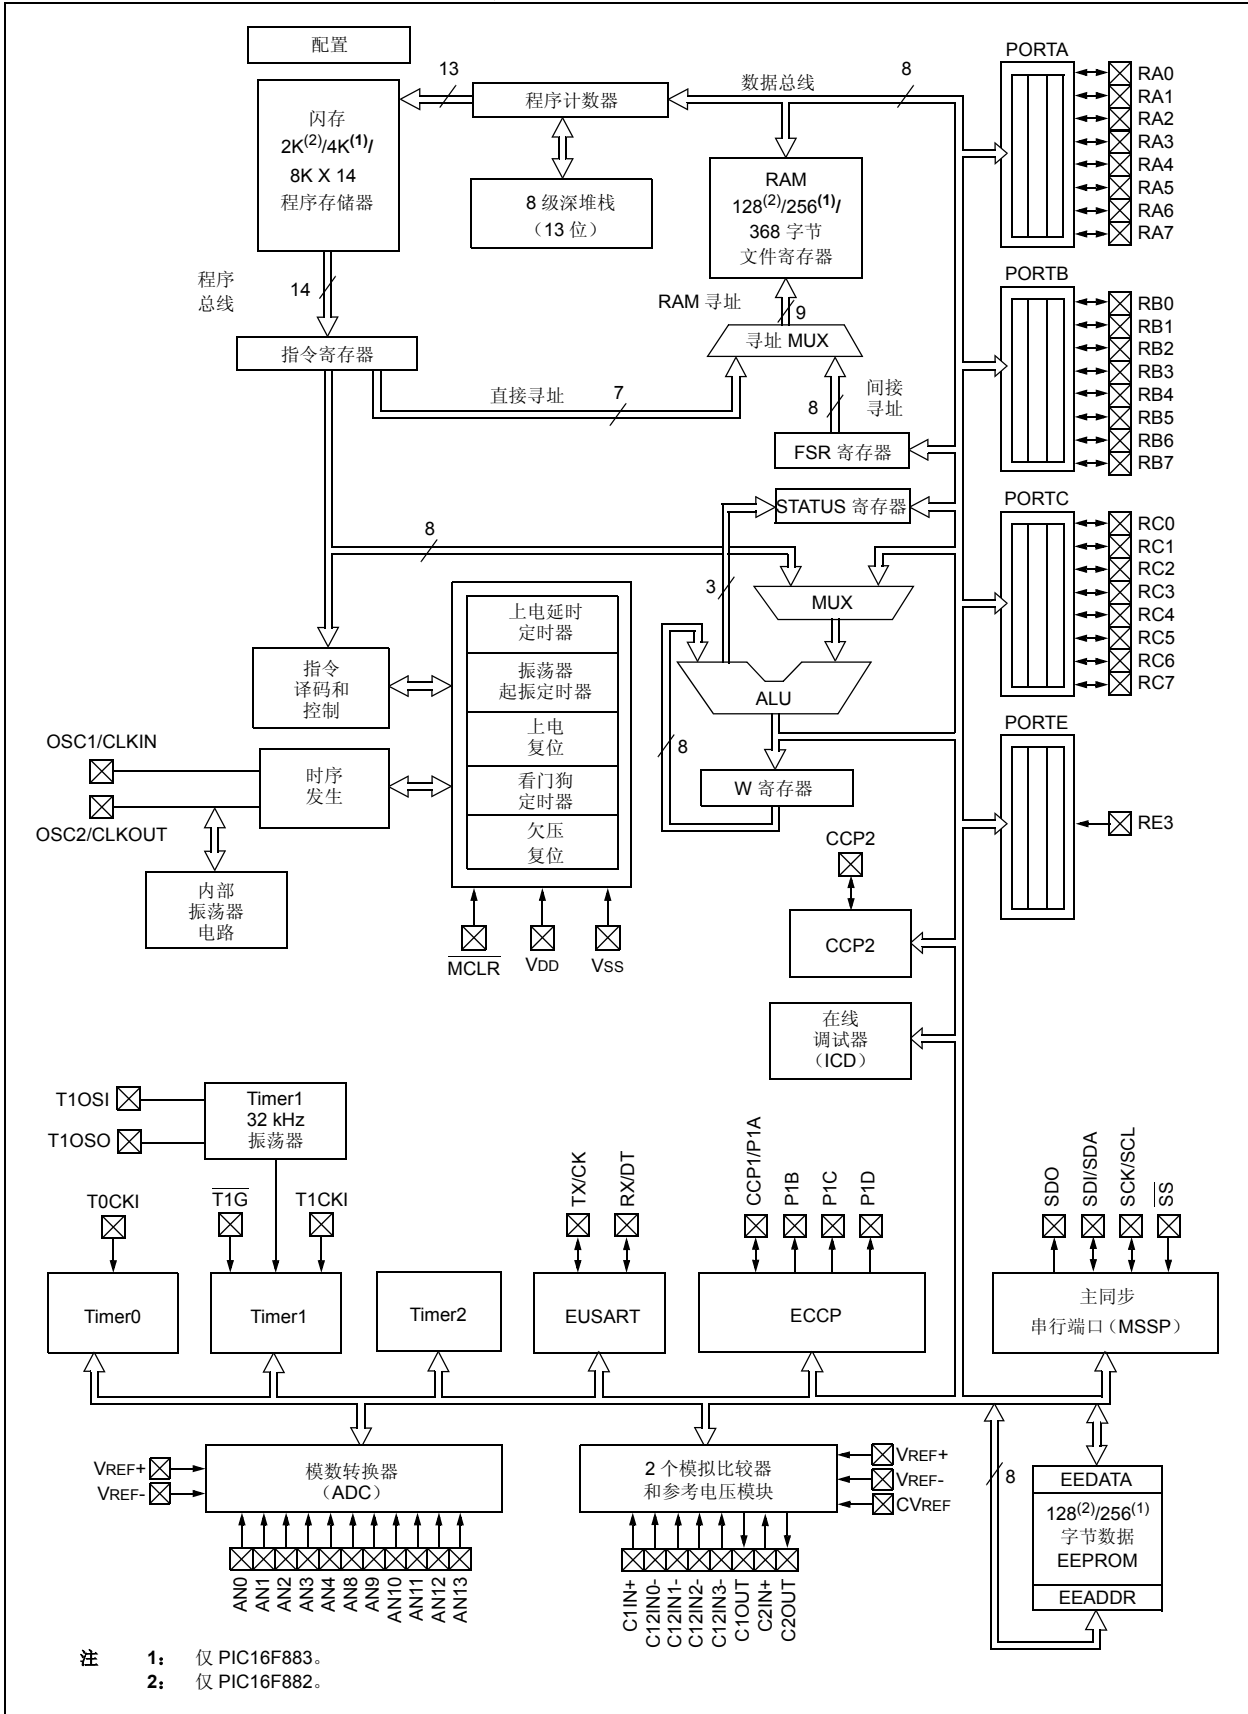 配置
闪存
2K(2)/4K(1)/
8K X 14
程序存储器
13
程序计数器
8 级深堆栈
（13 位）
数据总线
8
RAM
128(2)/256(1)/
368 字节
文件寄存器
RAM 寻址
9
寻址 MUX
程序
总线
14
指令寄存器
直接寻址
7
8
间接
寻址
FSR 寄存器
STATUS 寄存器
8
3
MUX
ALU
8
W 寄存器
指令
译码和
控制
OSC1/CLKIN
OSC2/CLKOUT
时序
发生
内部
振荡器
电路
上电延时
定时器
振荡器
起振定时器
上电
复位
看门狗
定时器
欠压
复位
MCLR
VDD
VSS
PORTA
RA0
RA1
RA2
RA3
RA4
RA5
RA6
RA7
PORTB
RB0
RB1
RB2
RB3
RB4
RB5
RB6
RB7
PORTC
RC0
RC1
RC2
RC3
RC4
RC5
RC6
RC7
PORTE
RE3
CCP2
CCP2
在线
调试器
（ICD）
T1OSI
T1OSO
Timer1
32 kHz
振荡器
T0CKI
T1G
T1CKI
TX/CK
RX/DT
CCP1/P1A
P1B
P1C
P1D
SDO
SDI/SDA
SCK/SCL
SS
Timer0
Timer1
Timer2
EUSART
ECCP
主同步
串行端口（MSSP）
VREF+
VREF-
模数转换器
（ADC）
AN0
AN1
AN2
AN3
AN4
AN8
AN9
AN10
AN11
AN12
AN13
2 个模拟比较器
和参考电压模块
VREF+
VREF-
CVREF
C1IN+
C12IN0-
C12IN1-
C12IN2-
C12IN3-
C1OUT
C2IN+
C2OUT
8
EEDATA
128(2)/256(1)
字节数据
EEPROM
EEADDR
注 1： 仅 PIC16F883。
2： 仅 PIC16F882。